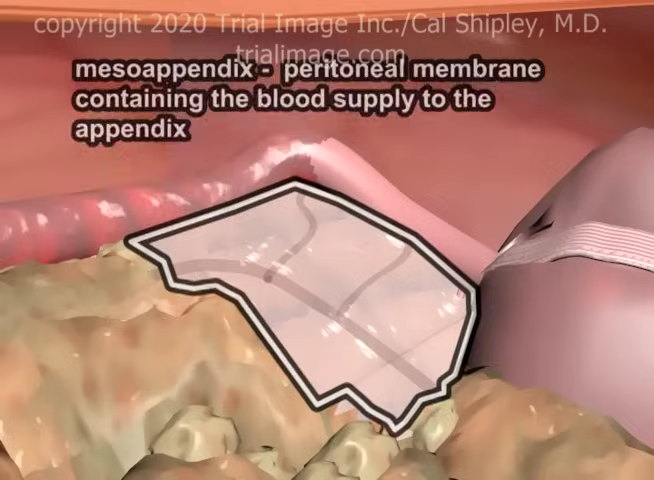 copyright 2020 Trial Image Inc./Cal Shipley, M.D.
trialimage.com
mesoappendix - peritoneal membrane
containing the blood supply to the
appendix